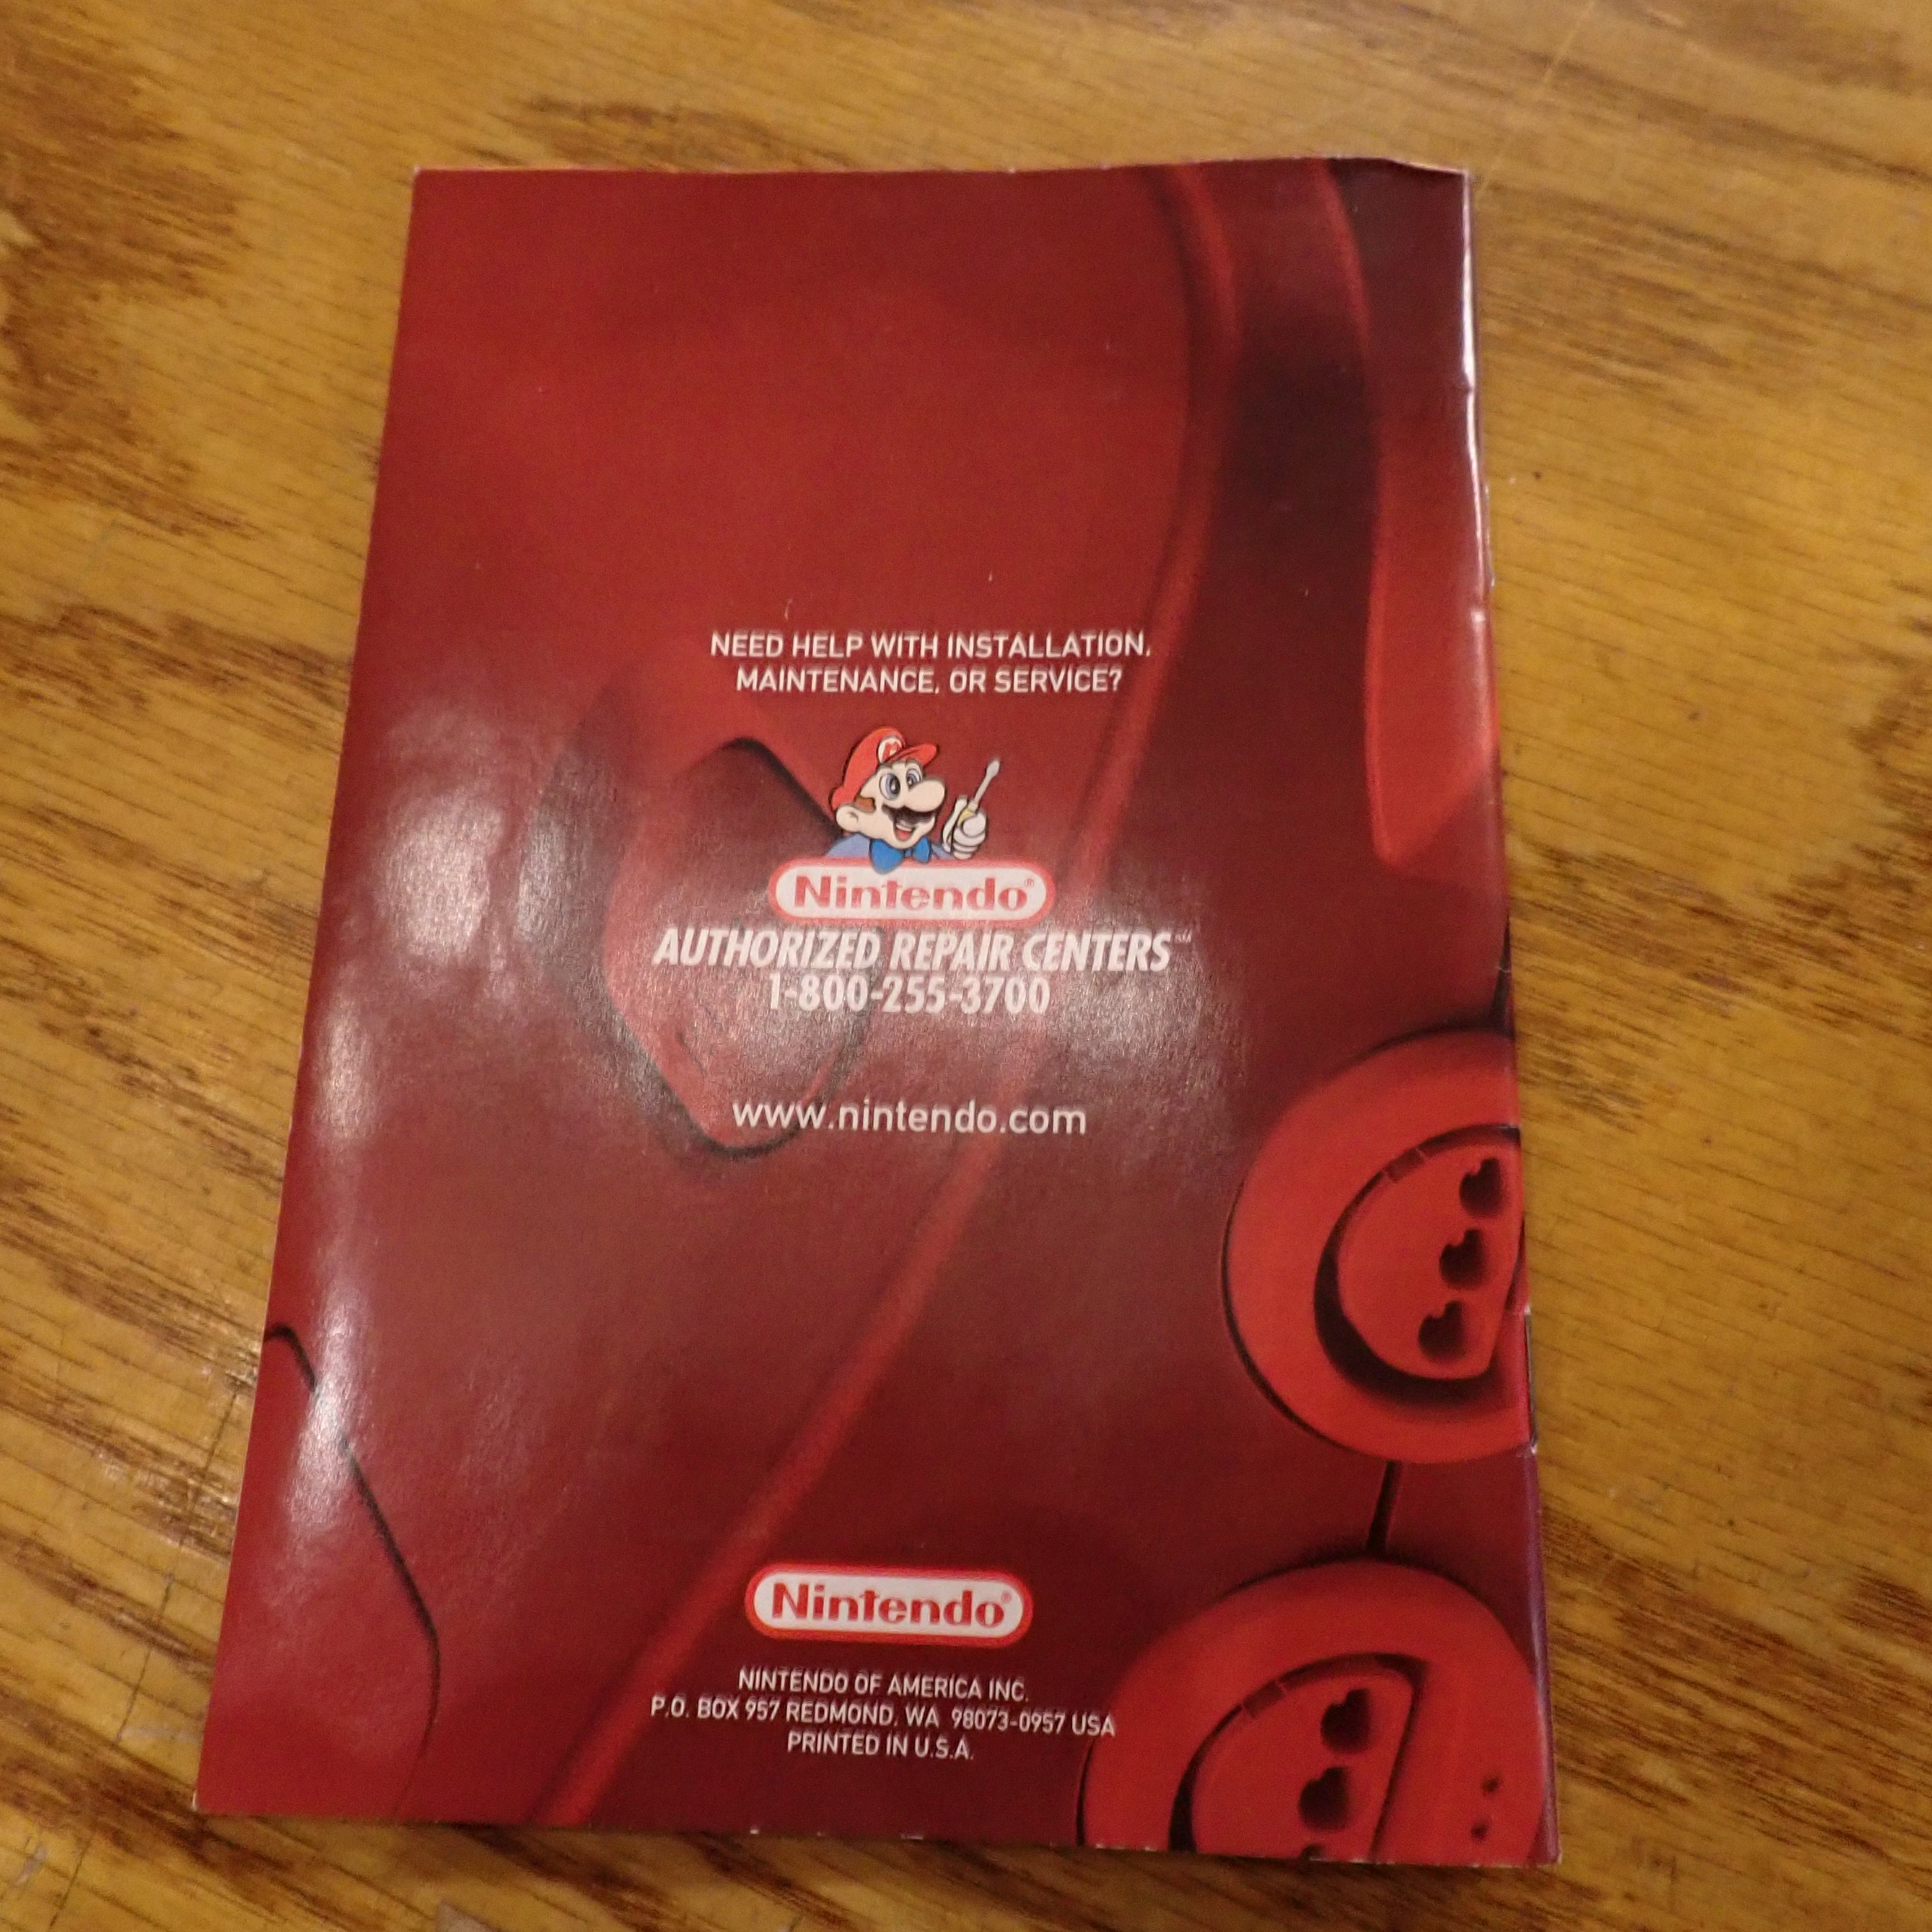 NEED HELP WITH INSTALLATION,
MAINTENANCE, OR SERVICE?
M
Nintendo®
AUTHORIZED REPAIR CENTERS℠
1-800-255-3700
www.nintendo.com
Nintendo®
NINTENDO OF AMERICA INC.
P.O. BOX 957 REDMOND, WA 98073-0957 USA
PRINTED IN U.S.A.